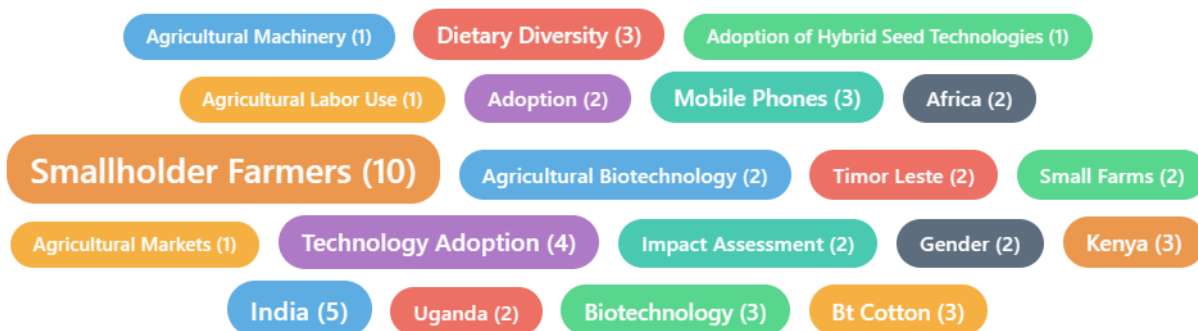 Agricultural Machinery (1) Dietary Diversity (3) Adoption of Hybrid Seed Technologies (1)
Agricultural Labor Use (1) Adoption (2) Mobile Phones (3) Africa (2)
Smallholder Farmers (10) Agricultural Biotechnology (2) Timor Leste (2) Small Farms (2)
Agricultural Markets (1) Technology Adoption (4) Impact Assessment (2) Gender (2) Kenya (3)
India (5) Uganda (2) Biotechnology (3) Bt Cotton (3)